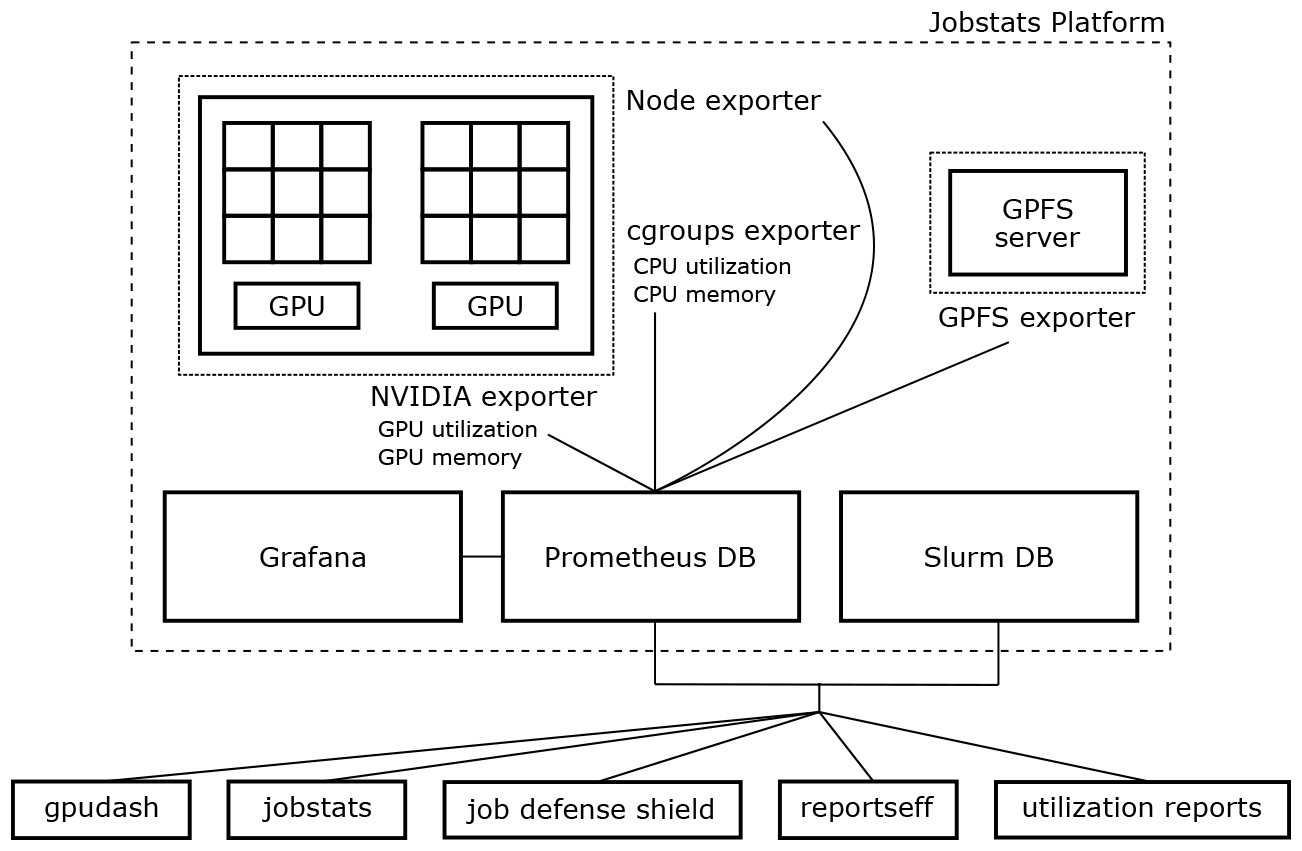 Jobstats Platform
Node exporter
GPFS
server
cgroups exporter
CPU utilization
CPU memory
GPU
GPU
GPFS exporter
NVIDIA exporter
GPU utilization
GPU memory
Grafana
Prometheus DB
Slurm DB
gpudash
jobstats
job defense shield
reportseff
utilization reports